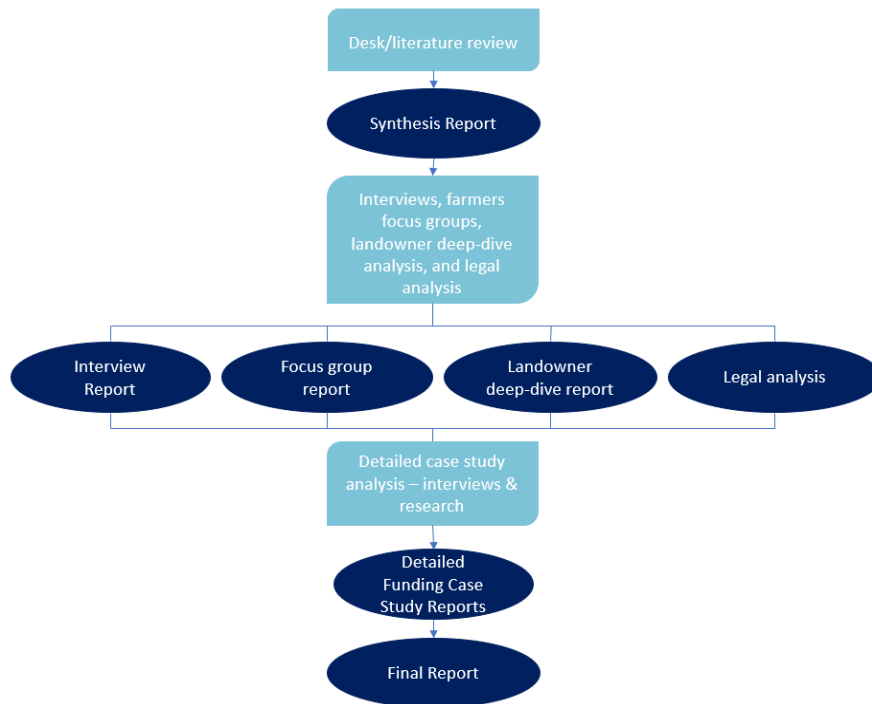 Desk/literature review
Synthesis Report
Interviews, farmers
focus groups,
landowner deep-dive
analysis, and legal
analysis
Interview
Report
Focus group
report
Landowner
deep-dive report
Legal analysis
Detailed case study
analysis – interviews &
research
Detailed
Funding Case
Study Reports
Final Report